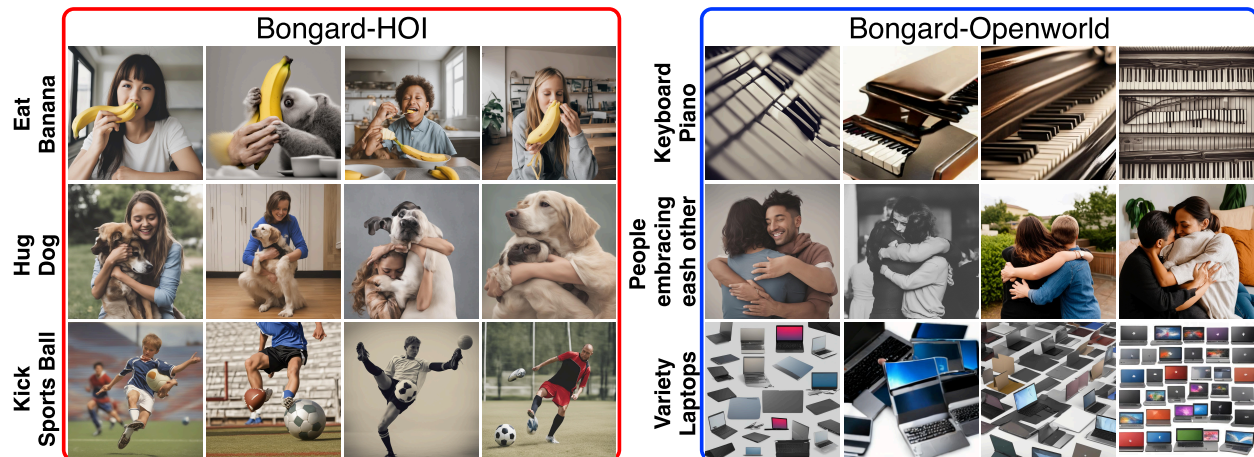 Bongard-HOI
Eat
Banana
Hug
Dog
Kick
Sports Ball
Bongard-Openworld
Keyboard
Piano
People
embracing
eash other
Variety
Laptops